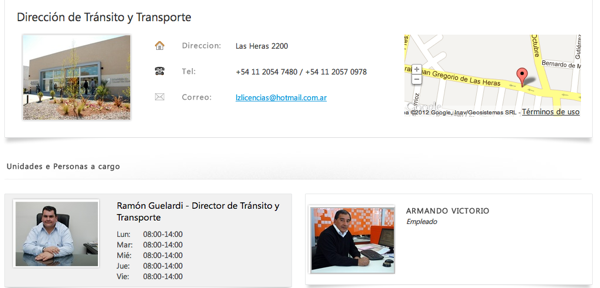 Dirección de Tránsito y Transporte
Direccion: Las Heras 2200
Tel: +54 11 2054 7480 / +54 11 2057 0978
Correo: lzlicencias@hotmail.com.ar
Gregorio de Las Heras
Bernardo de M
©2012 Google, Inav/Geosistemas SRL - Términos de uso
Unidades e Personas a cargo
Ramón Guelardi - Director de Tránsito y
Transporte
Lun: 08:00-14:00
Mar: 08:00-14:00
Mié: 08:00-14:00
Jue: 08:00-14:00
Vie: 08:00-14:00
ARMANDO VICTORIO
Empleado